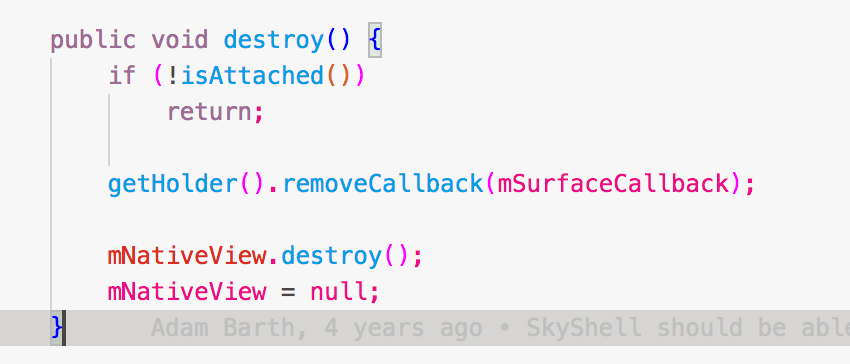 public void destroy() {
if (!isAttached())
return;
getHolder().removeCallback(mSurfaceCallback);
mNativeView.destroy();
mNativeView = null;
} Adam Barth, 4 years ago • SkyShell should be able